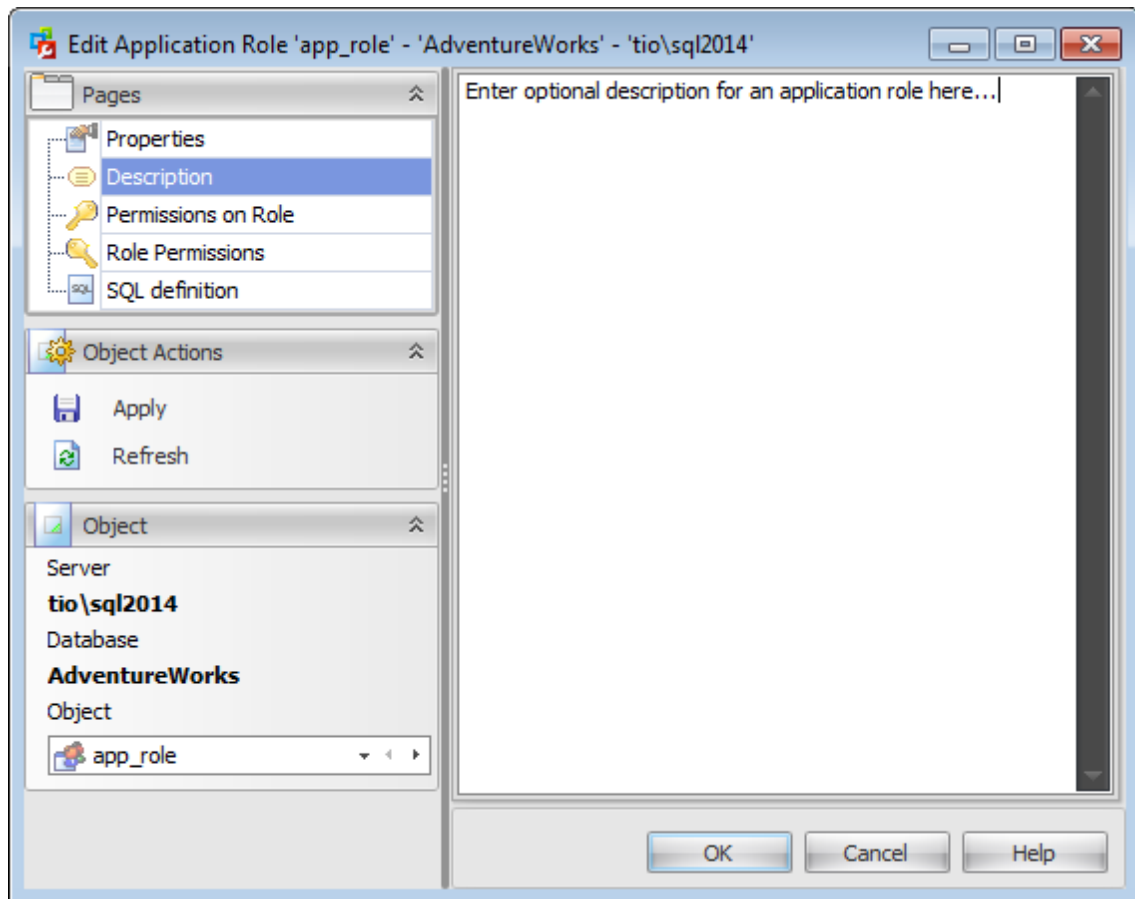 Edit Application Role 'app_role' - 'AdventureWorks' - 'tio\sql2014'
Pages
Properties
Description
Permissions on Role
Role Permissions
SQL
SQL definition
Object Actions
Apply
Refresh
Object
Server
tio\sql2014
Database
AdventureWorks
Object
app_role
Enter optional description for an application role here...
OK
Cancel
Help